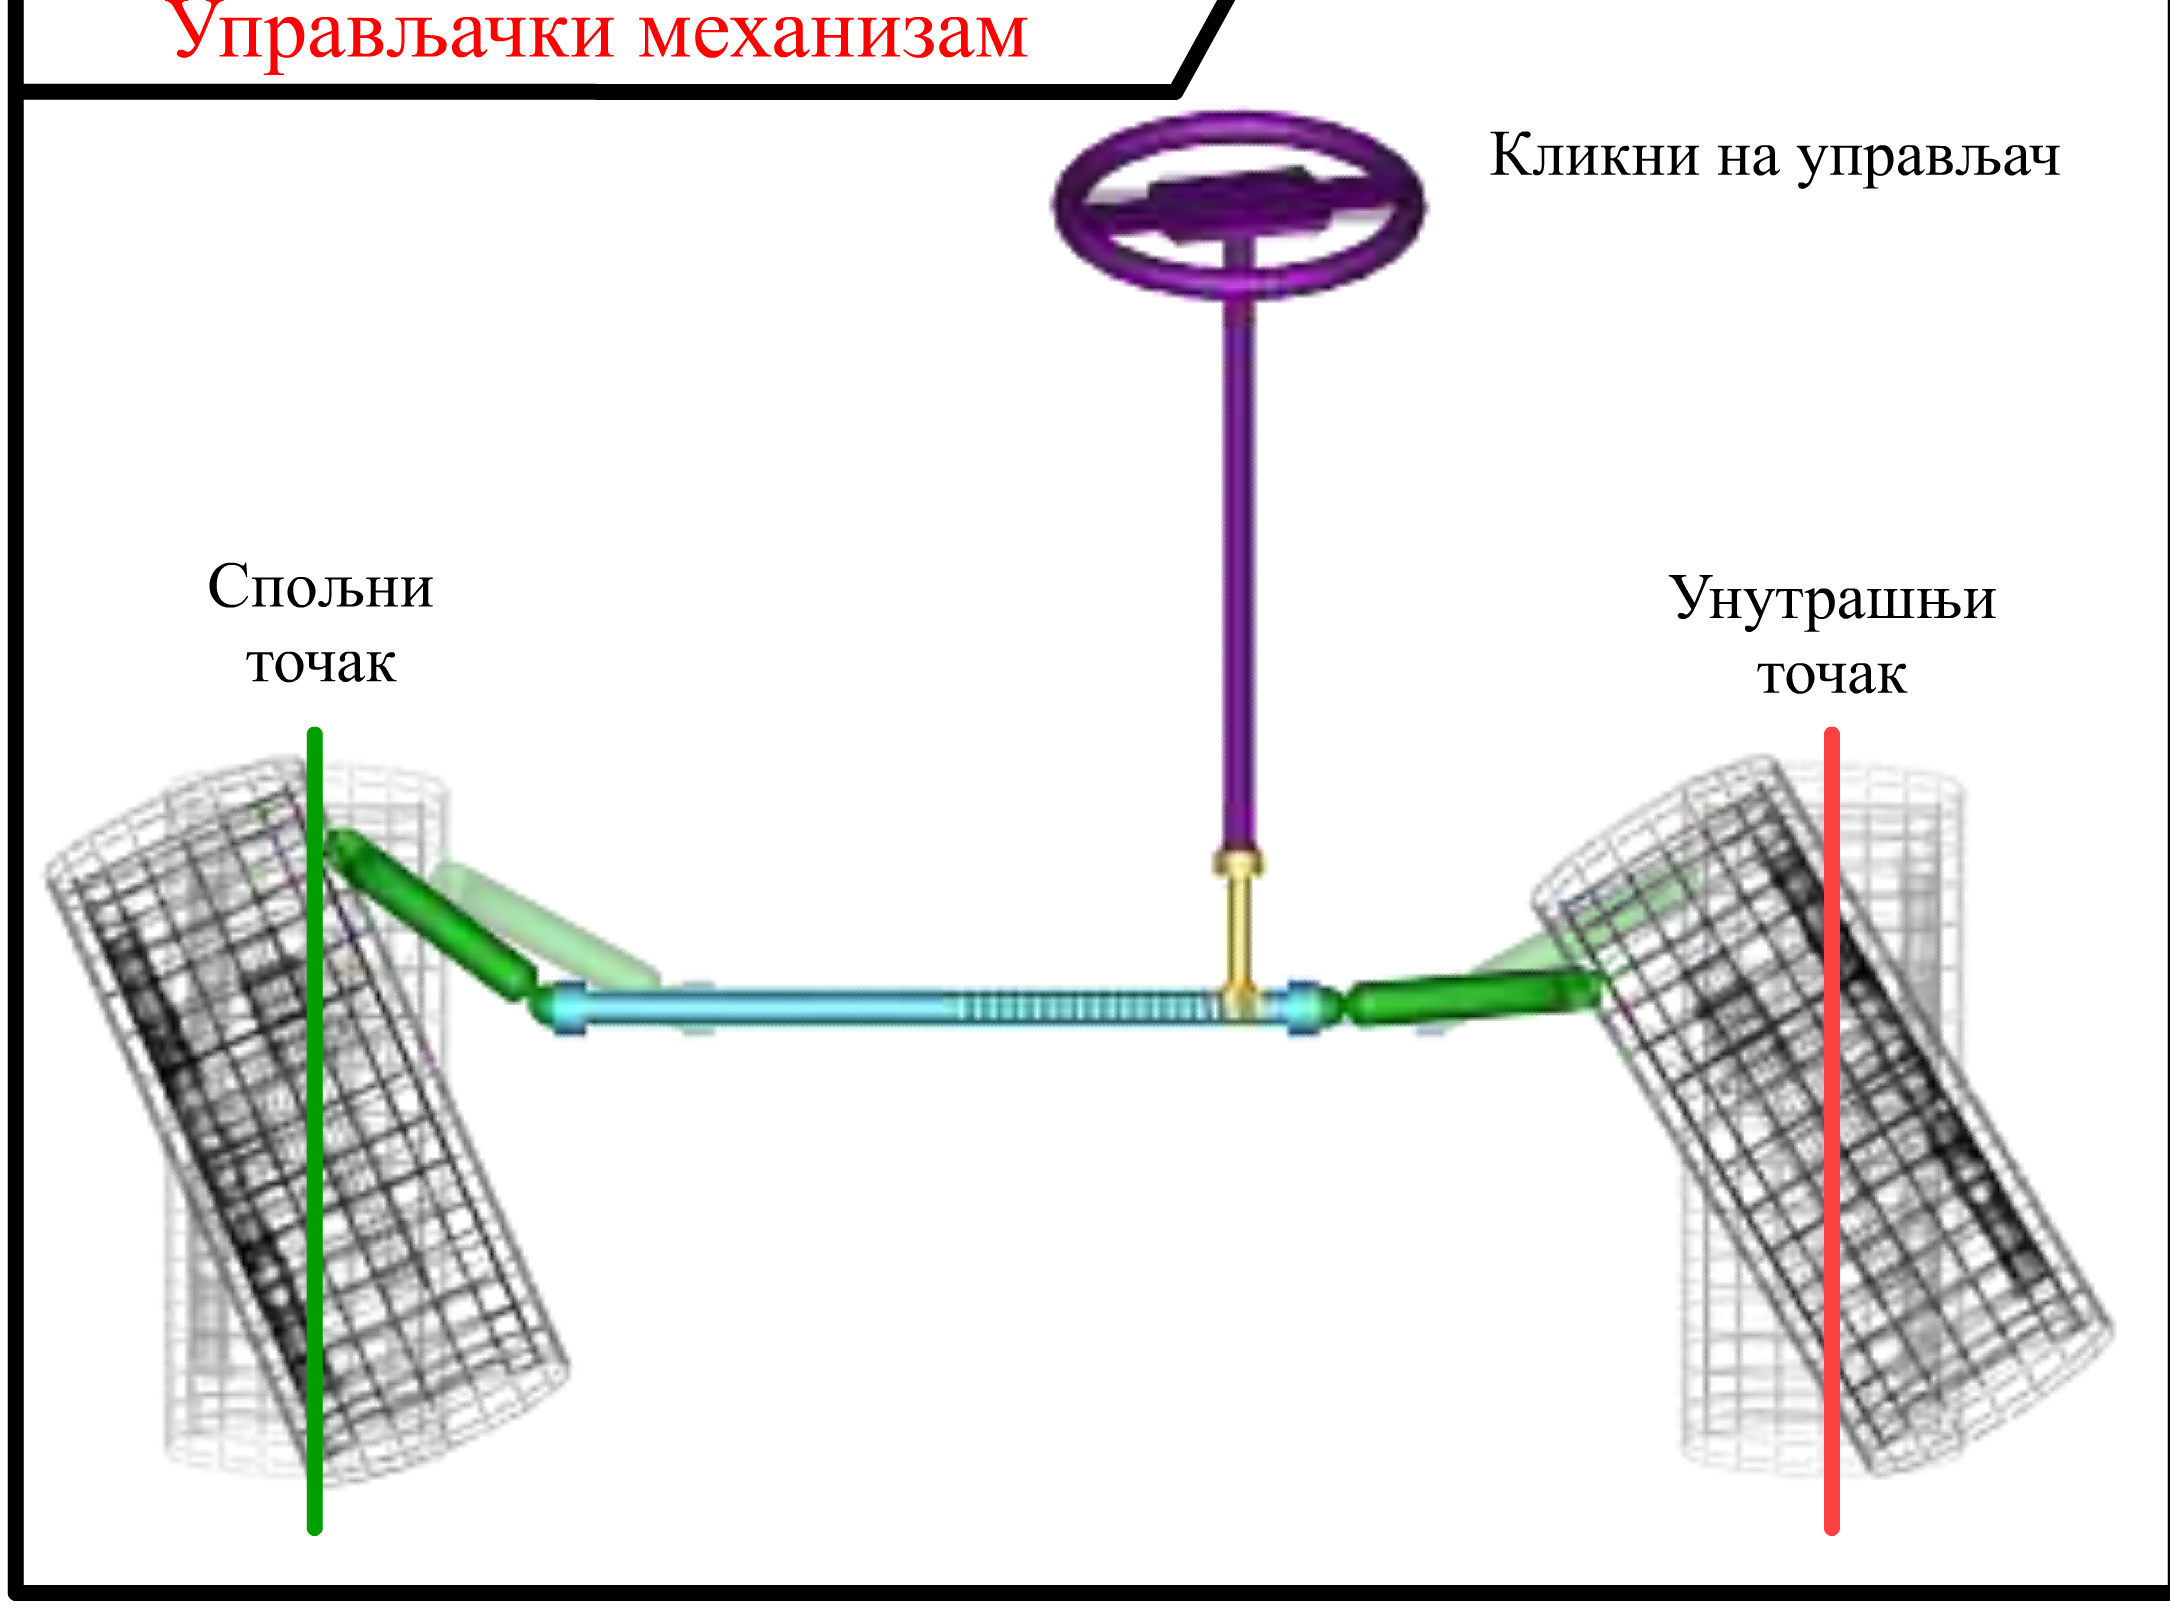 Управљачки механизам
Кликни на управљач
Спољни
точак
Унутрашњи
точак